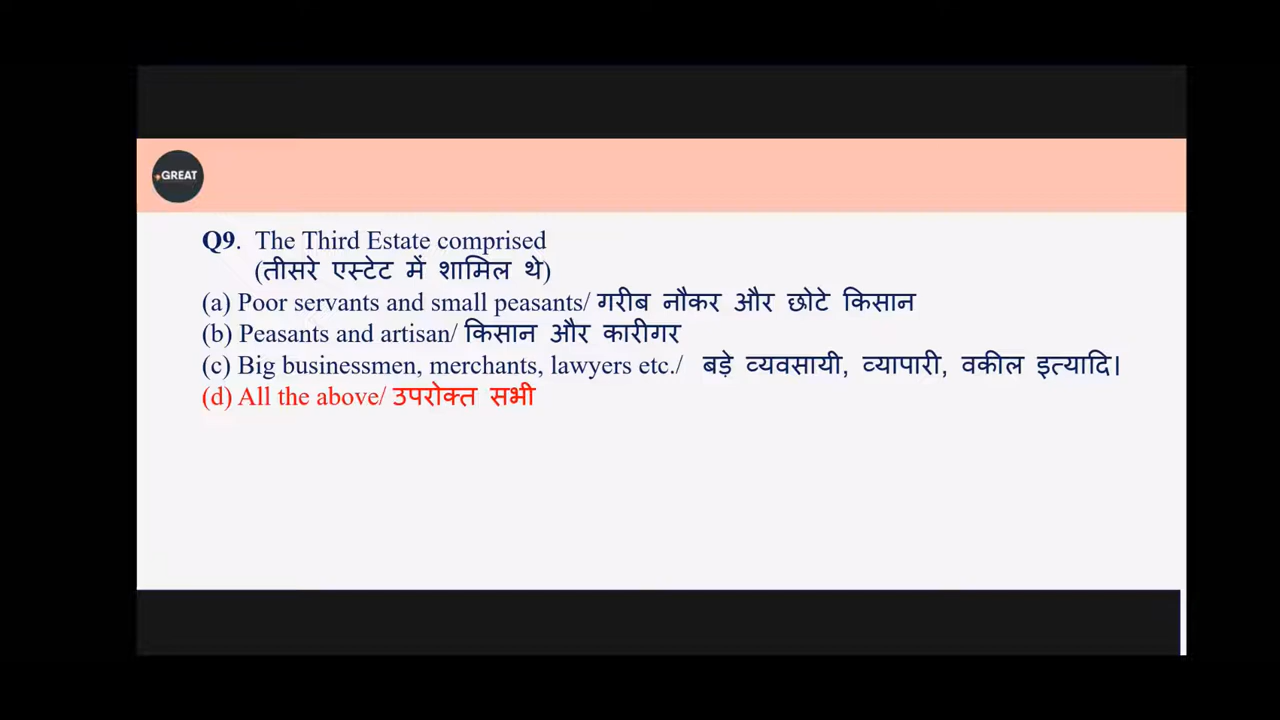 GREAT
Q9. The Third Estate comprised
(तीसरे एस्टेट में शामिल थे)
(a) Poor servants and small peasants/ गरीब नौकर और छोटे किसान
(b) Peasants and artisan/ किसान और कारीगर
(c) Big businessmen, merchants, lawyers etc./ बड़े व्यवसायी, व्यापारी, वकील इत्यादि।
(d) All the above/ उपरोक्त सभी